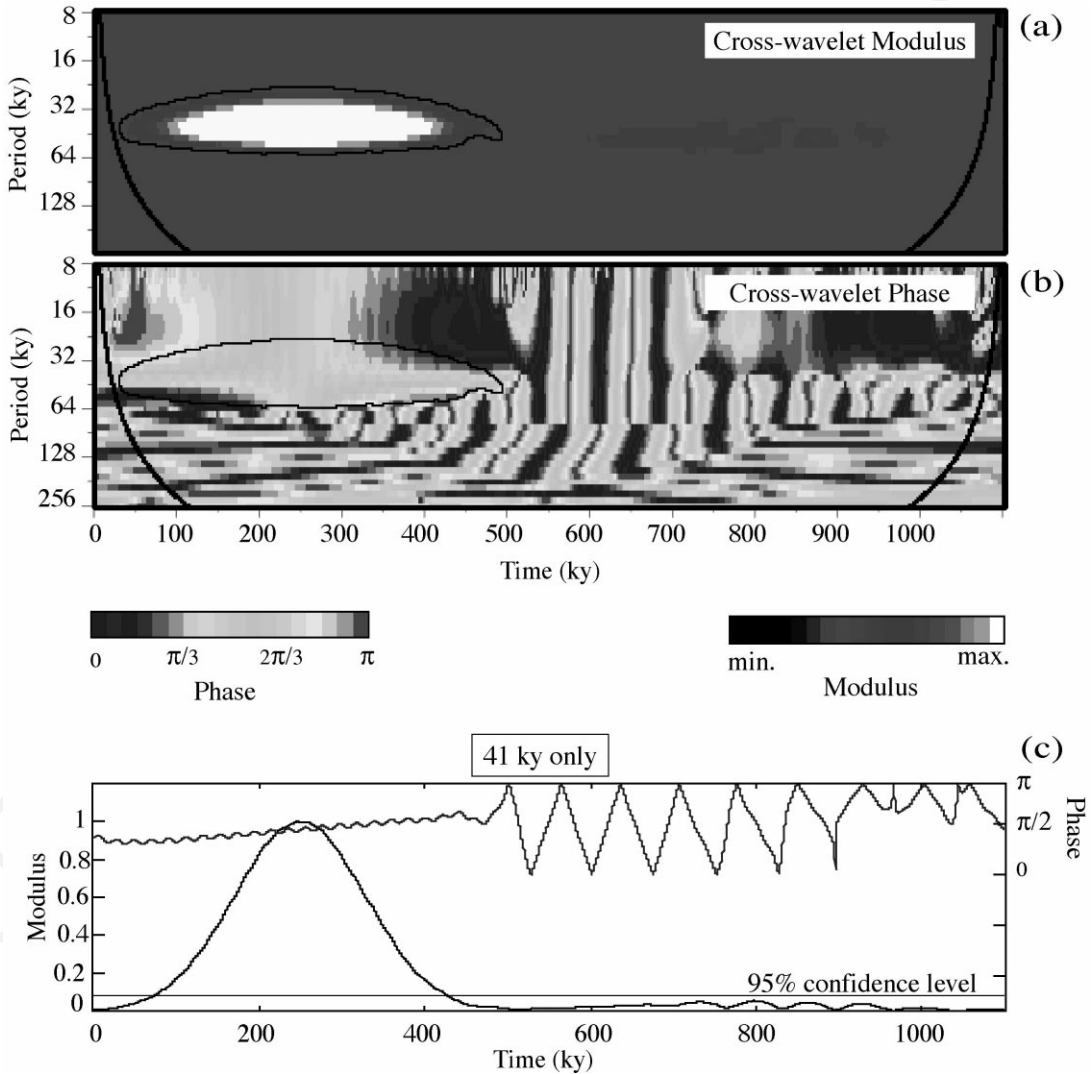 (a)
Cross-wavelet Modulus
Period (ky)
8
16
32
64
128
(b)
Cross-wavelet Phase
Period (ky)
8
16
32
64
128
256
0 100 200 300 400 500 600 700 800 900 1000
Time (ky)
0 π/3 2π/3 π
Phase
min. max.
Modulus
(c)
41 ky only
Modulus
1
0.8
0.6
0.4
0.2
0
π
π/2
0
Phase
95% confidence level
0 200 400 600 800 1000
Time (ky)